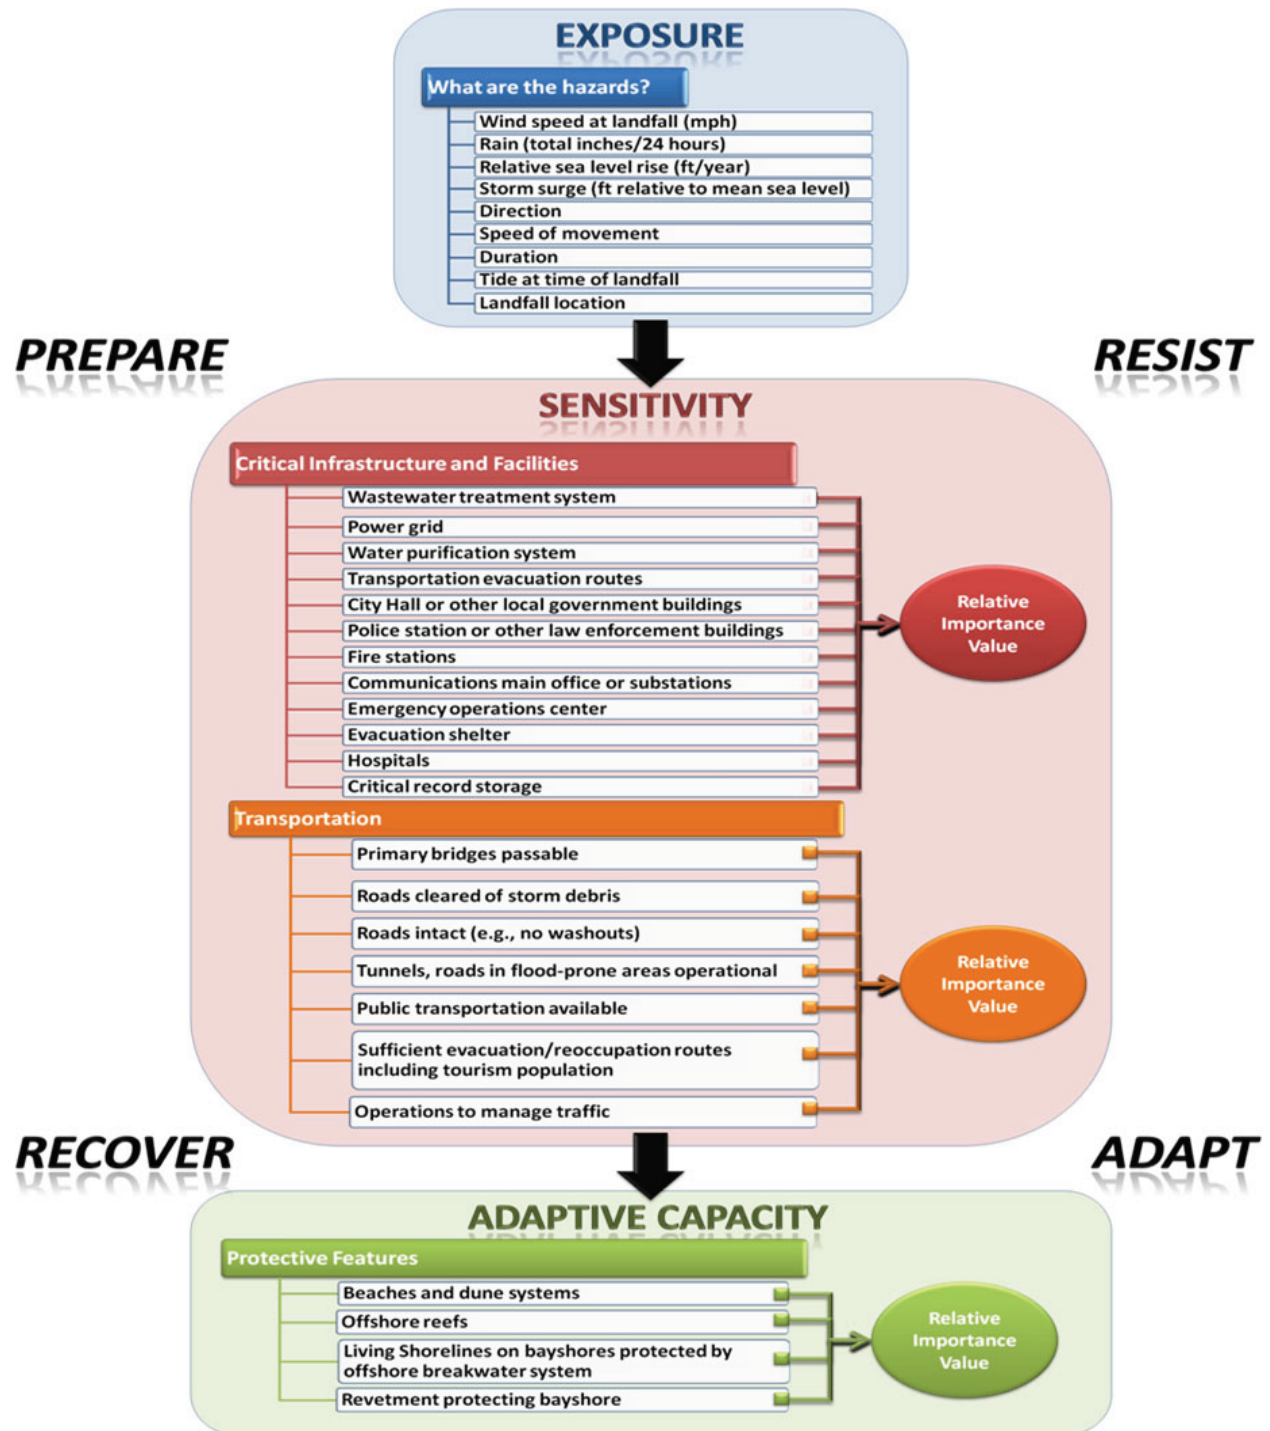 EXPOSURE
What are the hazards?
Wind speed at landfall (mph)
Rain (total inches/24 hours)
Relative sea level rise (ft/year)
Storm surge (ft relative to mean sea level)
Direction
Speed of movement
Duration
Tide at time of landfall
Landfall location
PREPARE
RESIST
SENSITIVITY
Critical Infrastructure and Facilities
Wastewater treatment system
Power grid
Water purification system
Transportation evacuation routes
City Hall or other local government buildings
Police station or other law enforcement buildings
Fire stations
Communications main office or substations
Emergency operations center
Evacuation shelter
Hospitals
Critical record storage
Relative
Importance
Value
Transportation
Primary bridges passable
Roads cleared of storm debris
Roads intact (e.g., no washouts)
Tunnels, roads in flood-prone areas operational
Public transportation available
Sufficient evacuation/reoccupation routes
including tourism population
Operations to manage traffic
Relative
Importance
Value
RECOVER
ADAPT
ADAPTIVE CAPACITY
Protective Features
Beaches and dune systems
Offshore reefs
Living Shorelines on bayshores protected by
offshore breakwater system
Revetment protecting bayshore
Relative
Importance
Value